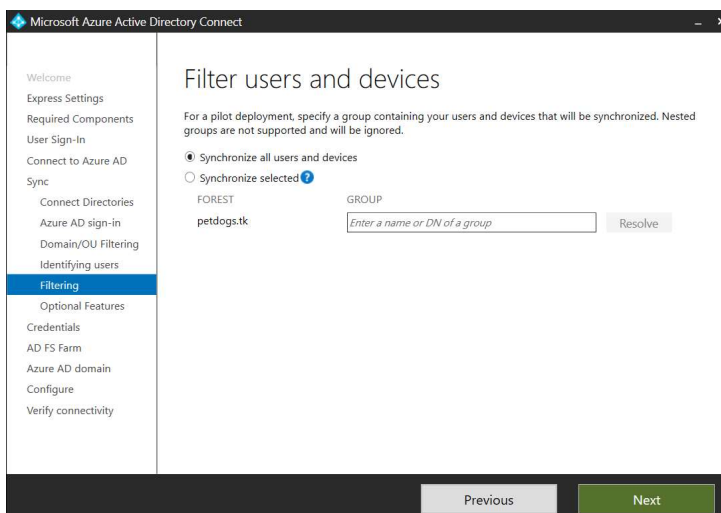 Microsoft Azure Active Directory Connect
Welcome
Express Settings
Required Components
User Sign-In
Connect to Azure AD
Sync
Connect Directories
Azure AD sign-in
Domain/OU Filtering
Identifying users
Filtering
Optional Features
Credentials
AD FS Farm
Azure AD domain
Configure
Verify connectivity
Filter users and devices
For a pilot deployment, specify a group containing your users and devices that will be synchronized. Nested
groups are not supported and will be ignored.
Synchronize all users and devices
Synchronize selected ?
FOREST GROUP
petdogs.tk Enter a name or DN of a group Resolve
Previous Next